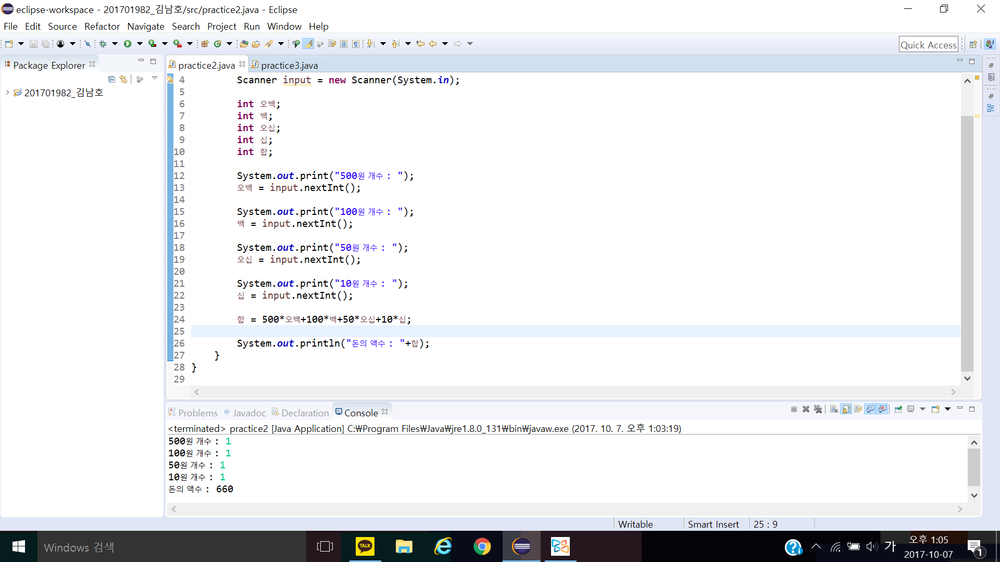 eclipse-workspace - 201701982_김남호/src/practice2.java - Eclipse
File Edit Source Refactor Navigate Search Project Run Window Help
Quick Access
Package Explorer
201701982_김남호
practice2.java
practice3.java
4 Scanner input = new Scanner(System.in);
5
6 int 오백;
7 int 백;
8 int 오십;
9 int 십;
10 int 합;
11
12 System.out.print("500원 개수 : ");
13 오백 = input.nextInt();
14
15 System.out.print("100원 개수 : ");
16 백 = input.nextInt();
17
18 System.out.print("50원 개수 : ");
19 오십 = input.nextInt();
20
21 System.out.print("10원 개수 : ");
22 십 = input.nextInt();
23
24 합 = 500*오백+100*백+50*오십+10*십;
25
26 System.out.println("돈의 액수 : "+합);
27 }
28 }
29
Problems @ Javadoc Declaration Console
<terminated> practice2 [Java Application] C:₩Program Files₩Java₩jre1.8.0_131₩bin₩javaw.exe (2017. 10. 7. 오후 1:03:19)
500원 개수 : 1
100원 개수 : 1
50원 개수 : 1
10원 개수 : 1
돈의 액수 : 660
Writable Smart Insert 25 : 9
Windows 검색
TALK
가
오후 1:05
2017-10-07
1